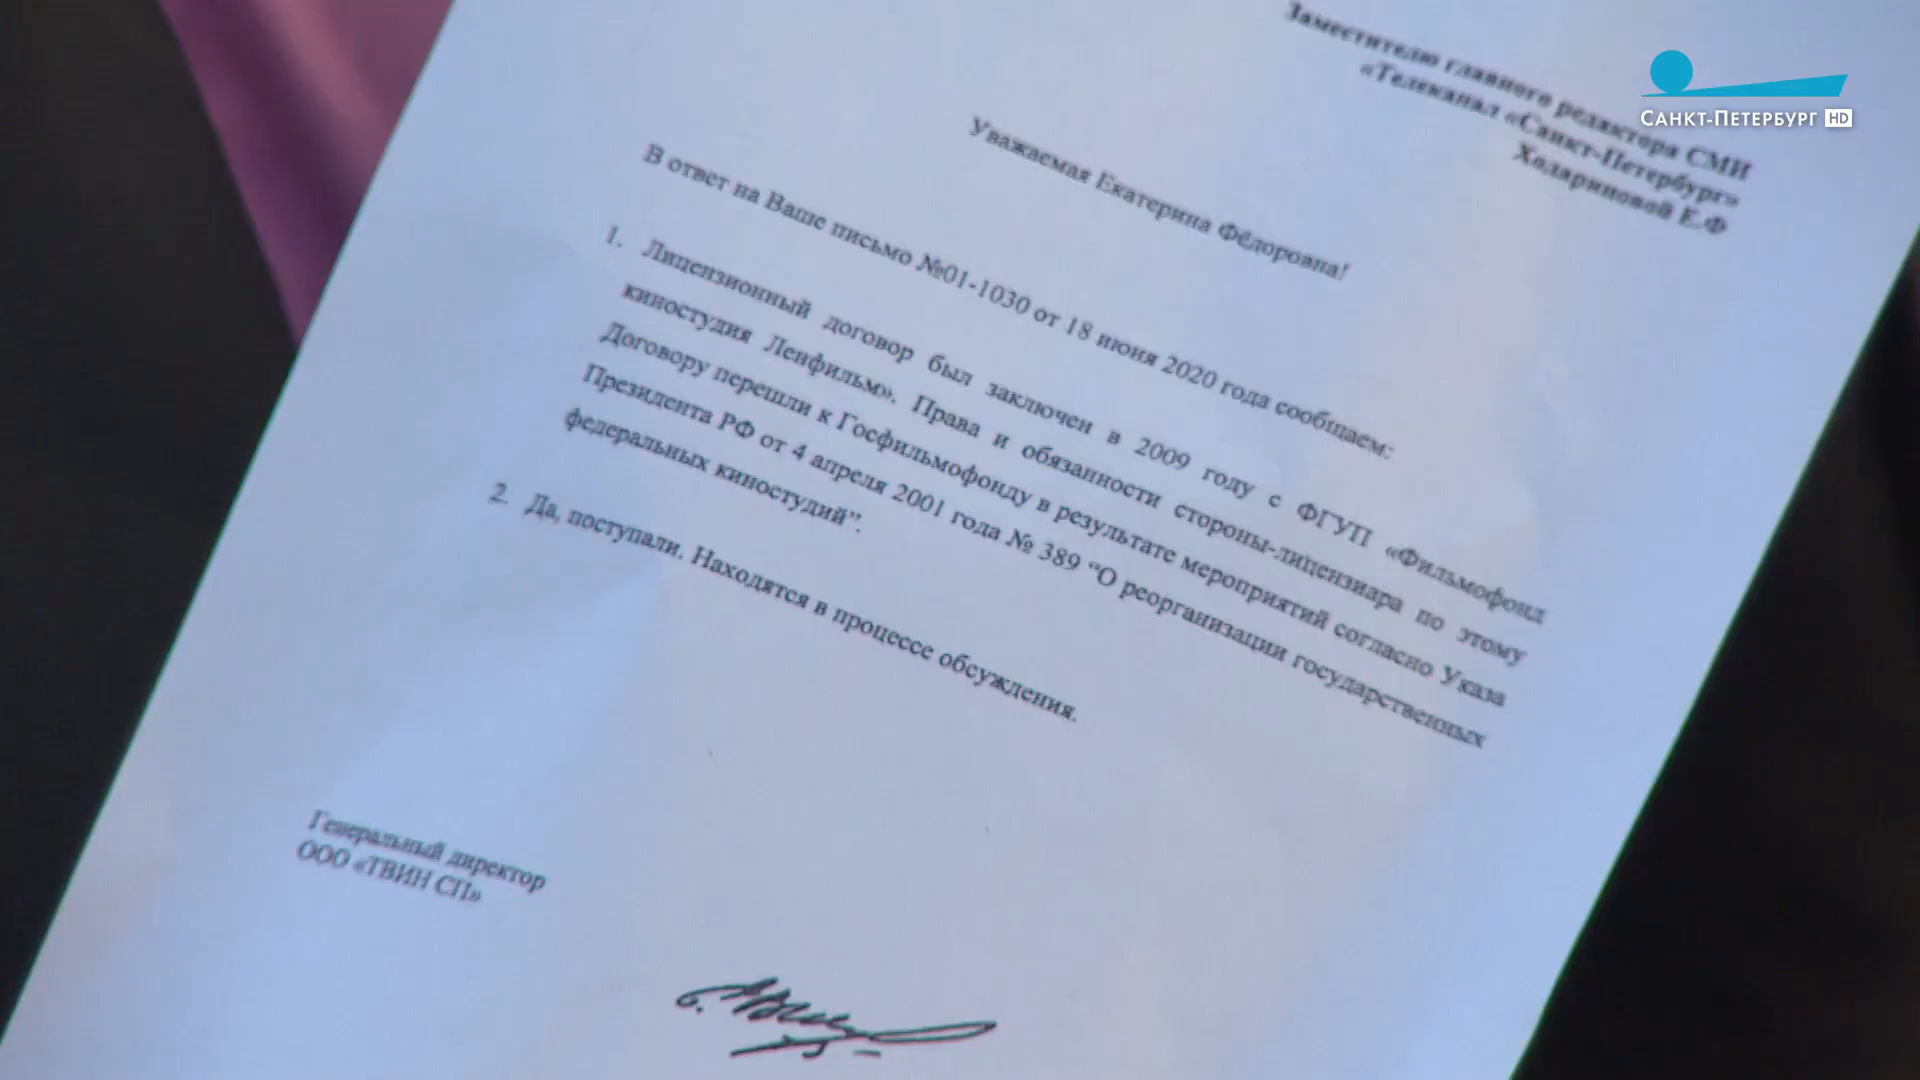 Заместителю главного редактора СМИ
«Телеканал «Санкт-Петербург»
Ходариновой Е.Ф
САНКТ-ПЕТЕРБУРГ HD
Уважаемая Екатерина Фёдоровна!
В ответ на Ваше письмо №01-1030 от 18 июня 2020 года сообщаем:
1. Лицензионный договор был заключен в 2009 году с ФГУП «Фильмофонд
киностудия Ленфильм». Права и обязанности стороны-лицензиара по этому
Договору перешли к Госфильмофонду в результате мероприятий согласно Указа
Президента РФ от 4 апреля 2001 года № 389 “О реорганизации государственных
федеральных киностудий”.
2. Да, поступали. Находятся в процессе обсуждения.
Генеральный директор
ООО «ТВИН СП»